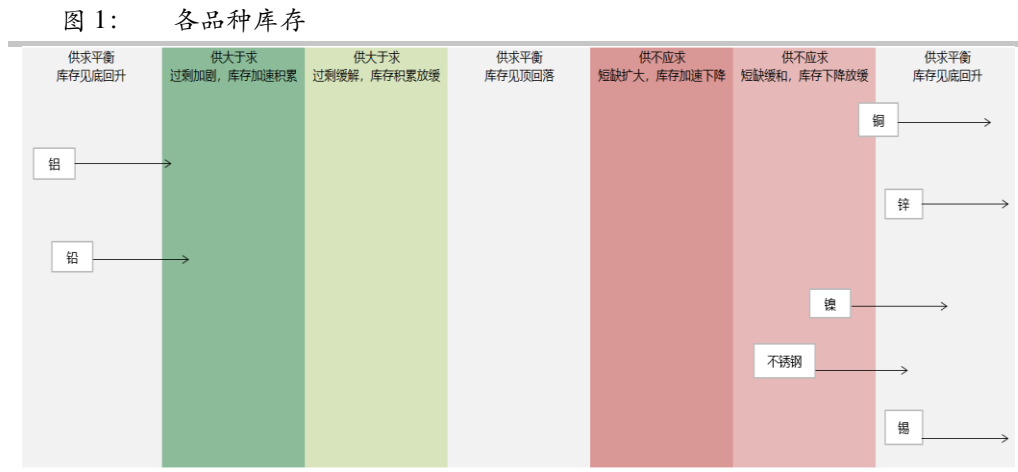 图 1： 各品种库存
供求平衡
库存见底回升
供大于求
过剩加剧，库存加速积累
供大于求
过剩缓解，库存积累放缓
供求平衡
库存见顶回落
供不应求
短缺扩大，库存加速下降
供不应求
短缺缓和，库存下降放缓
供求平衡
库存见底回升
铜
铝
锌
铅
镍
不锈钢
锡